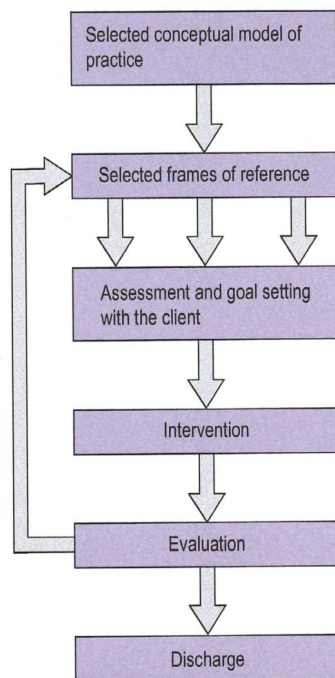 Selected conceptual model of
practice
Selected frames of reference
Assessment and goal setting
with the client
Intervention
Evaluation
Discharge